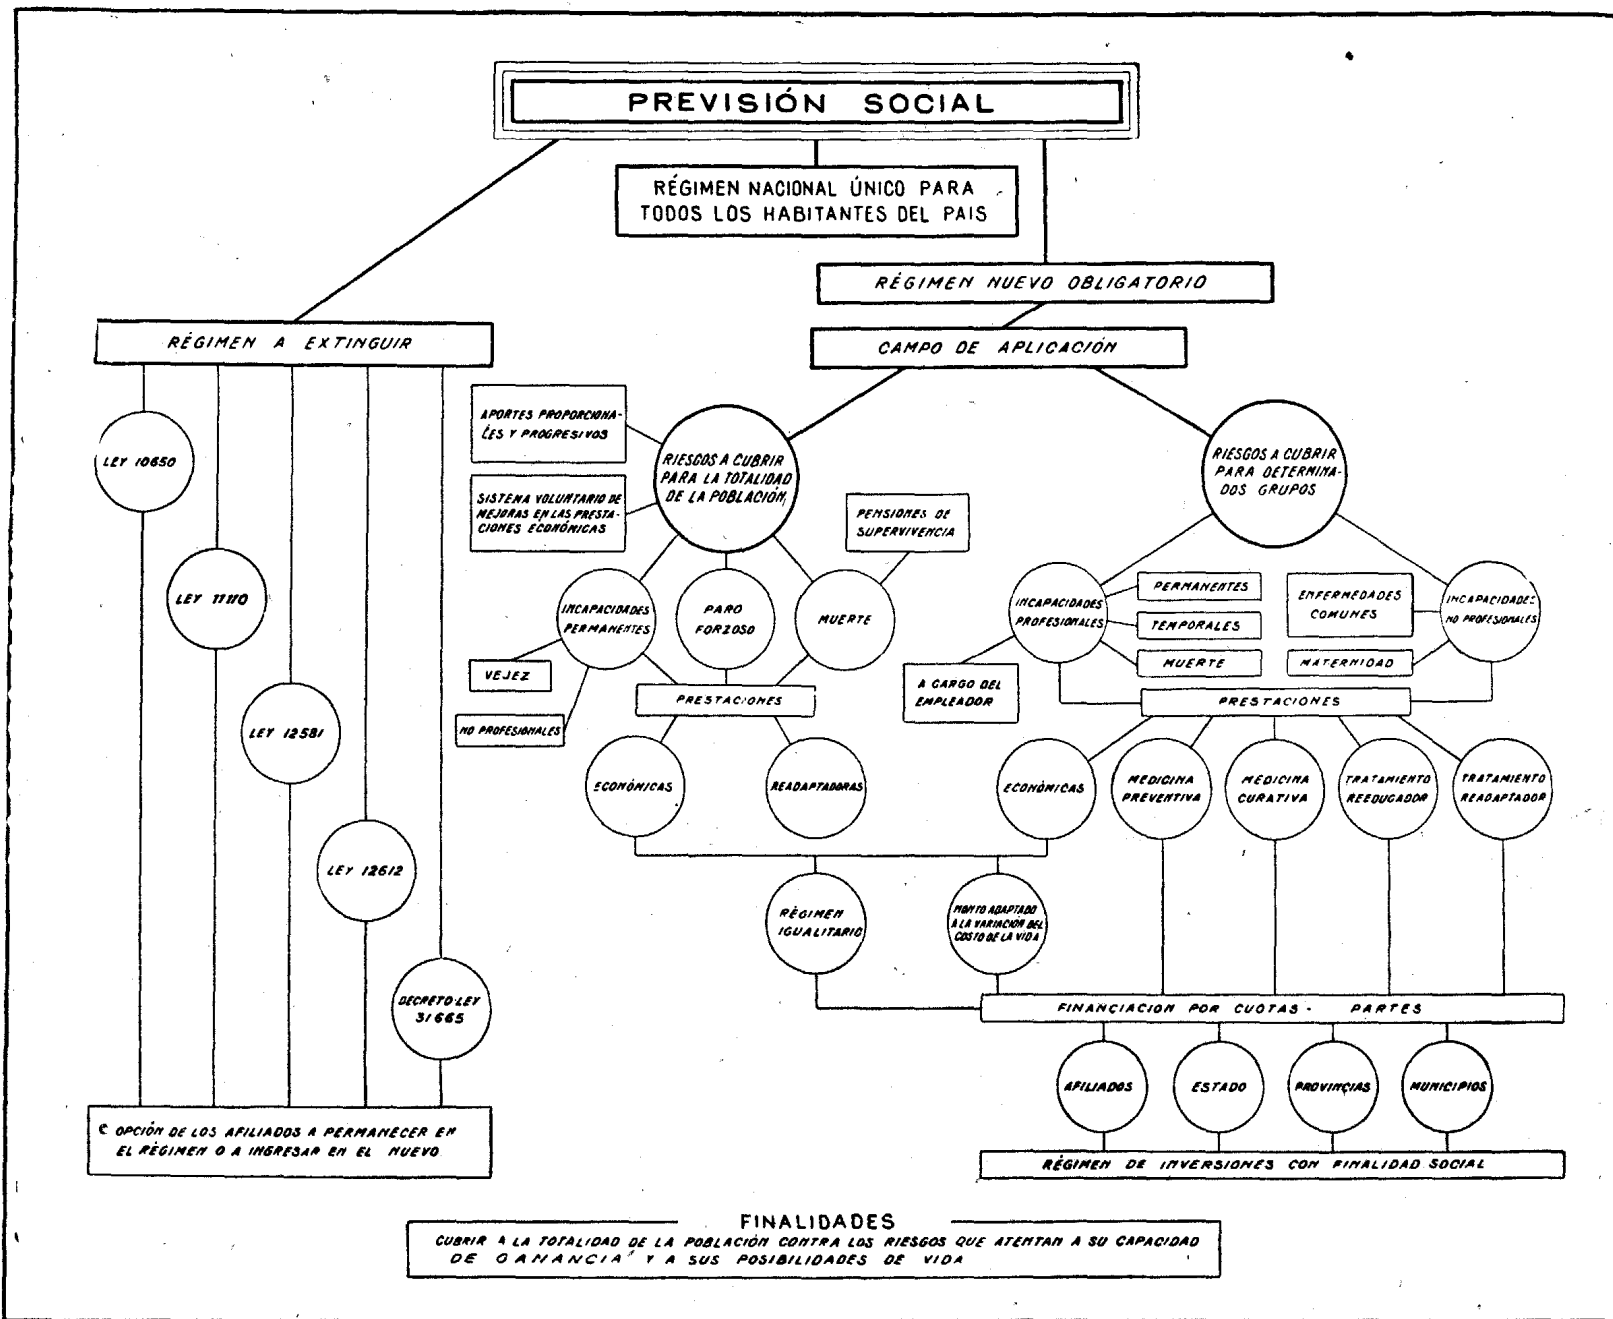 PREVISIÓN SOCIAL
RÉGIMEN NACIONAL ÚNICO PARA
TODOS LOS HABITANTES DEL PAIS
RÉGIMEN NUEVO OBLIGATORIO
RÉGIMEN A EXTINGUIR
CAMPO DE APLICACIÓN
LEY 10650
LEY 11110
LEY 12581
LEY 12612
DECRETO-LEY
31665
OPCIÓN DE LOS AFILIADOS A PERMANECER EN
EL RÉGIMEN O A INGRESAR EN EL NUEVO
APORTES PROPORCIONA-
LES Y PROGRESIVOS
SISTEMA VOLUNTARIO DE
MEJORAS EN LAS PRESTA-
CIONES ECONÓMICAS
RIESGOS A CUBRIR
PARA LA TOTALIDAD
DE LA POBLACIÓN
PENSIONES DE
SUPERVIVENCIA
INCAPACIDADES
PERMANENTES
PARO
FORZOSO
MUERTE
VEJEZ
NO PROFESIONALES
PRESTACIONES
ECONÓMICAS
READAPTADORAS
RIESGOS A CUBRIR
PARA DETERMINA-
DOS GRUPOS
INCAPACIDADES
PROFESIONALES
PERMANENTES
TEMPORALES
MUERTE
A CARGO DEL
EMPLEADOR
ENFERMEDADES
COMUNES
MATERNIDAD
INCAPACIDADES
NO PROFESIONALES
PRESTACIONES
ECONÓMICAS
MEDICINA
PREVENTIVA
MEDICINA
CURATIVA
TRATAMIENTO
REEDUCADOR
TRATAMIENTO
READAPTADOR
RÉGIMEN
IGUALITARIO
MONTO ADAPTADO
A LA VARIACIÓN DEL
COSTO DE LA VIDA
FINANCIACION POR CUOTAS - PARTES
AFILIADOS
ESTADO
PROVINCIAS
MUNICIPIOS
RÉGIMEN DE INVERSIONES CON FINALIDAD SOCIAL
FINALIDADES
CUBRIR A LA TOTALIDAD DE LA POBLACIÓN CONTRA LOS RIESGOS QUE ATENTAN A SU CAPACIDAD
DE GANANCIA Y A SUS POSIBILIDADES DE VIDA